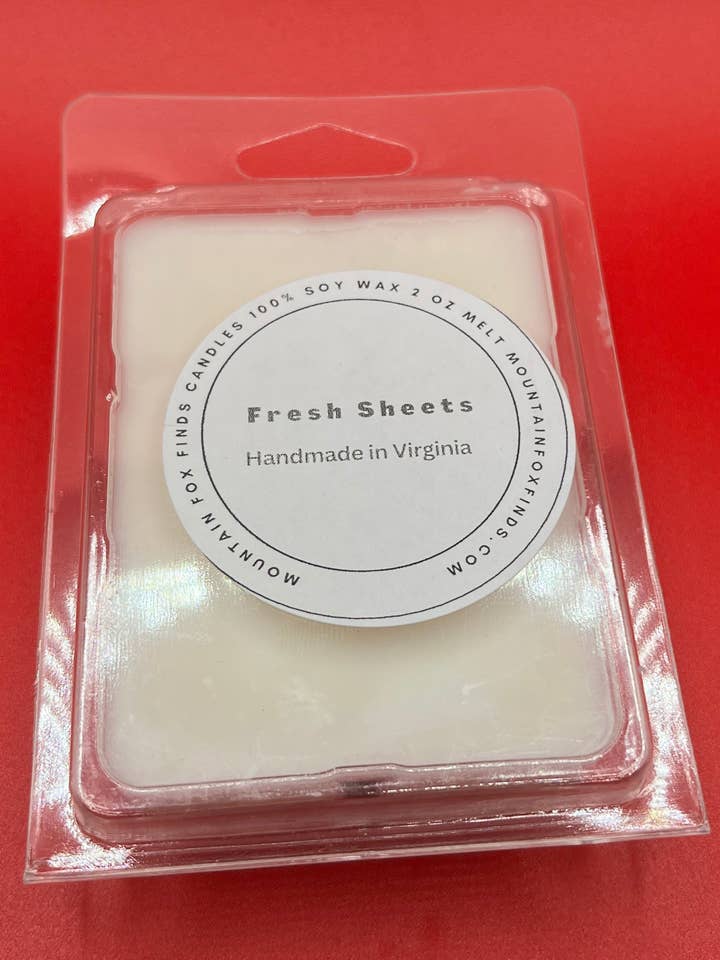 MOUNTAIN FOX FINDS CANDLES 100% SOY WAX 2 OZ MELT MOUNTAINFOXFINDS.COM
Fresh Sheets
Handmade in Virginia